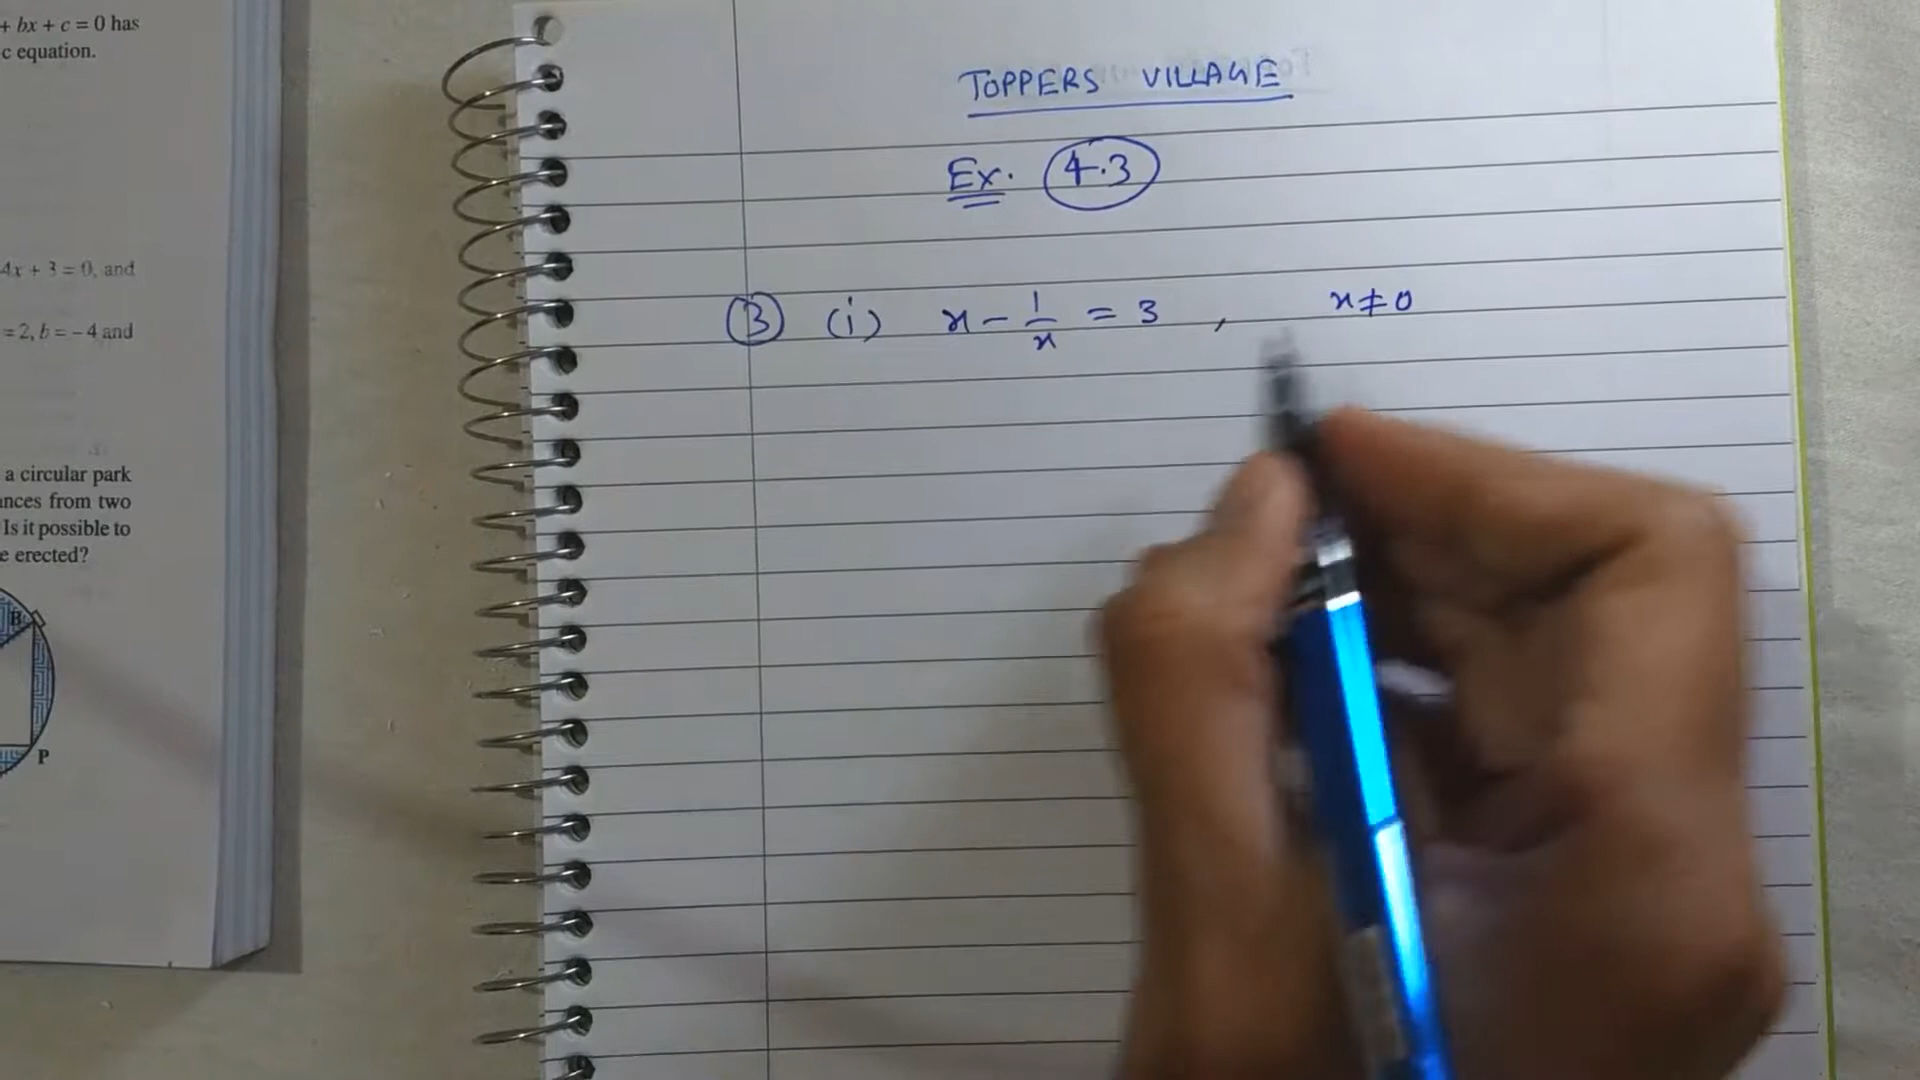 + bx + c = 0 has
c equation.
4x + 3 = 0, and
= 2, b = – 4 and
a circular park
ances from two
Is it possible to
e erected?
B
P
TOPPERS VILLAGE
Ex. 4.3
3 (i) x - 1/x = 3 , x ≠ 0